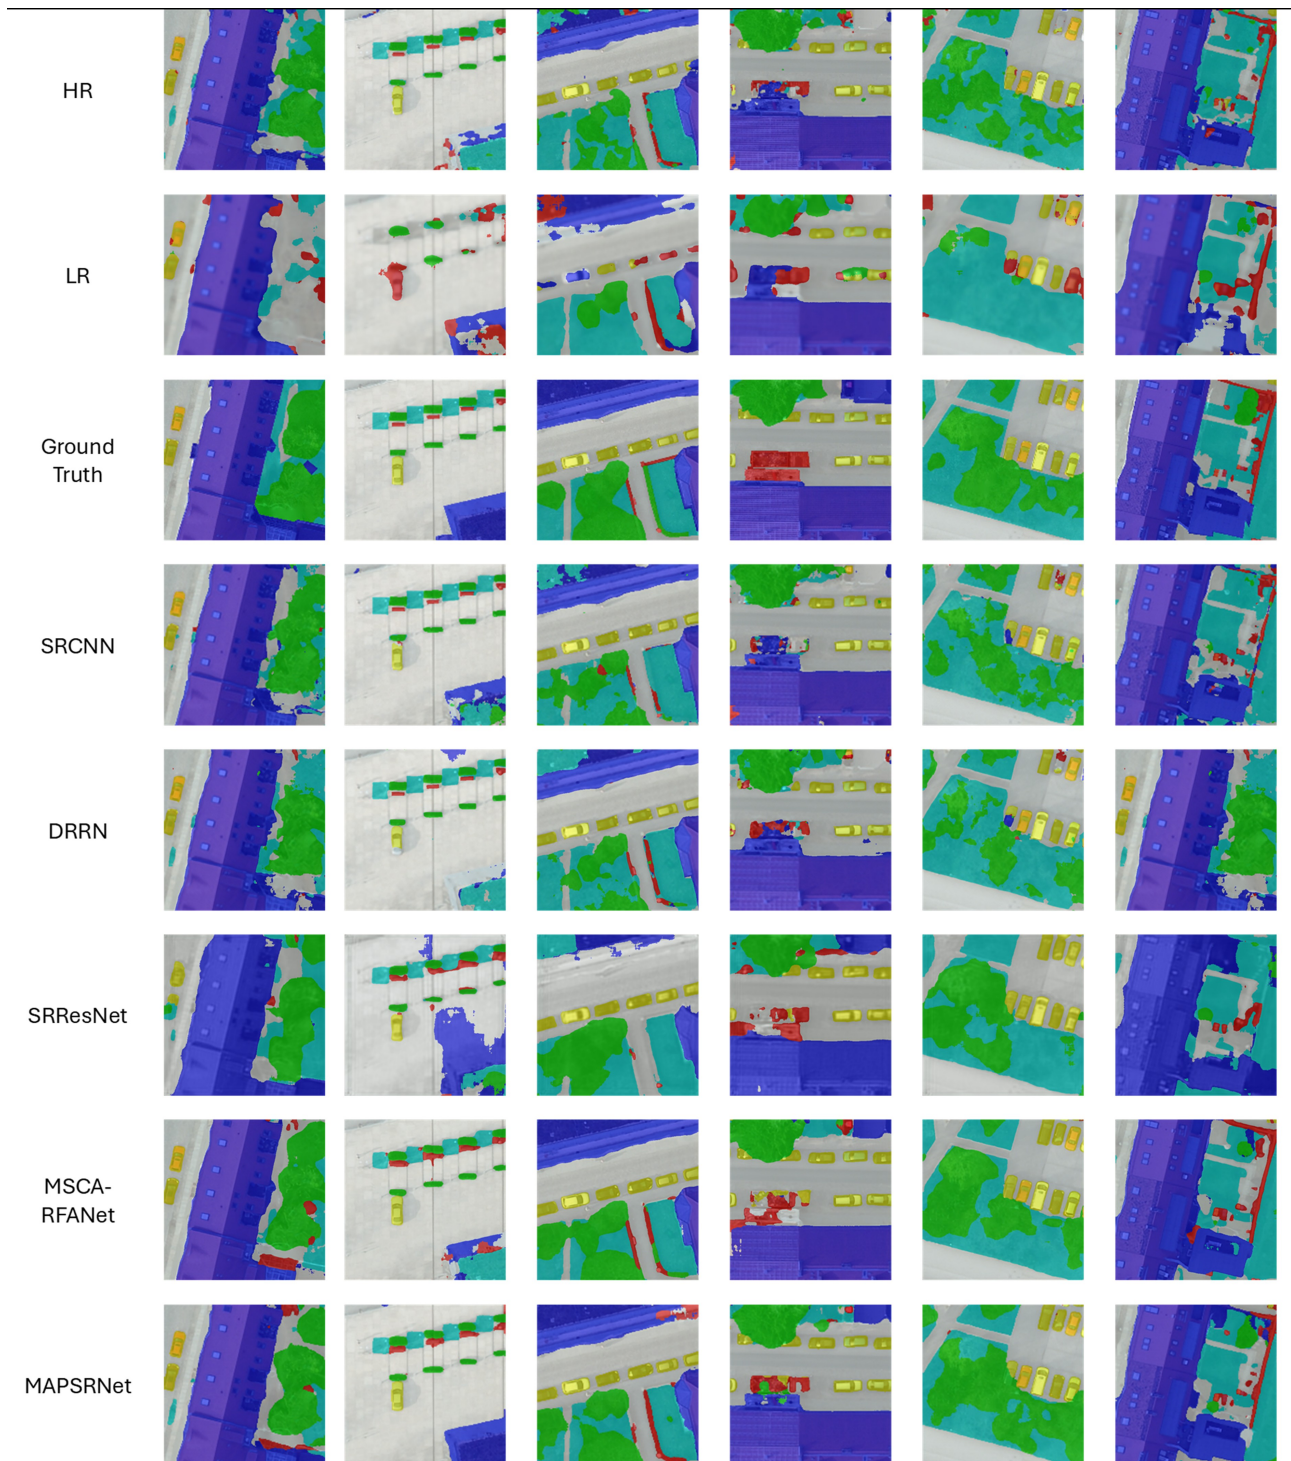 HR
LR
Ground
Truth
SRCNN
DRRN
SRResNet
MSCA-
RFANet
MAPSRNet